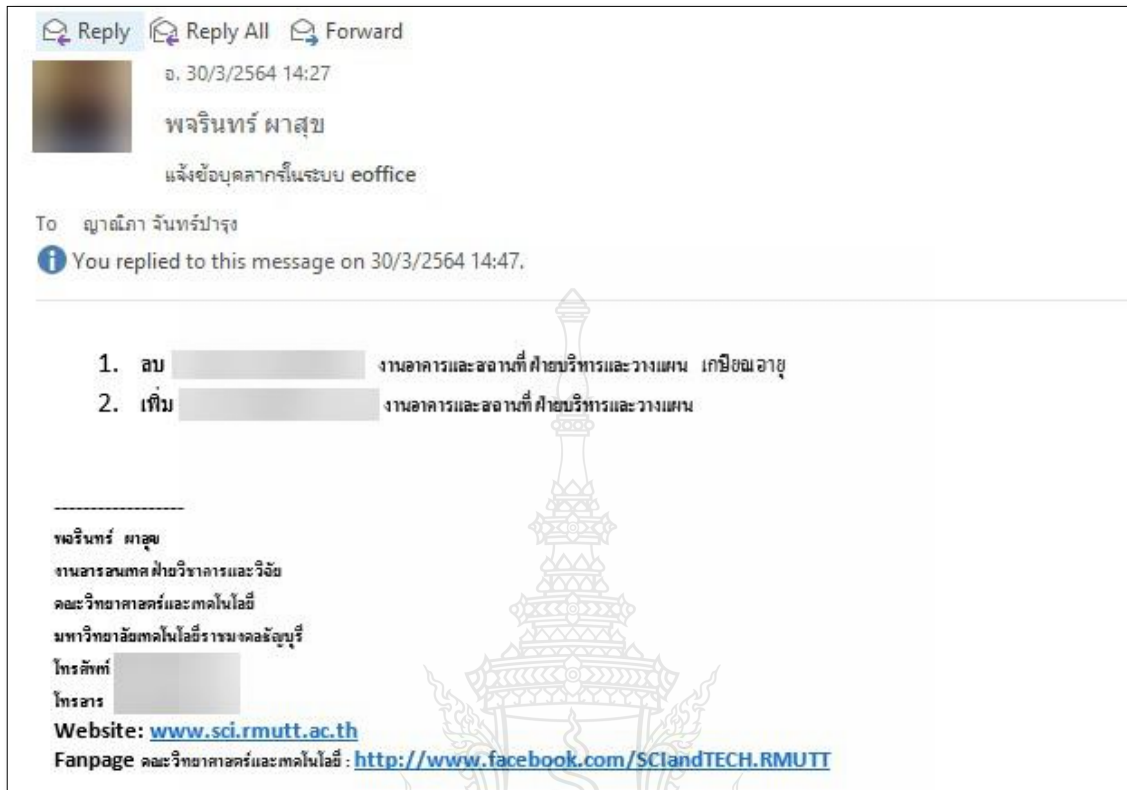 Reply Reply All Forward
อ. 30/3/2564 14:27
พจรินทร์ ผาสุข
แจ้งข้อบุคลากรในระบบ eoffice
To ญาณิภา จันทร์บำรุง
You replied to this message on 30/3/2564 14:47.
1. ลบ งานอาคารและสถานที่ ฝ่ายบริหารและวางแผน เกษียณอายุ
2. เพิ่ม งานอาคารและสถานที่ ฝ่ายบริหารและวางแผน
------------------
พจรินทร์ ผาสุข
งานสารสนเทศ ฝ่ายวิชาการและวิจัย
คณะวิทยาศาสตร์และเทคโนโลยี
มหาวิทยาลัยเทคโนโลยีราชมงคลธัญบุรี
โทรศัพท์
โทรสาร
Website: www.sci.rmutt.ac.th
Fanpage คณะวิทยาศาสตร์และเทคโนโลยี : http://www.facebook.com/SCIandTECH.RMUTT